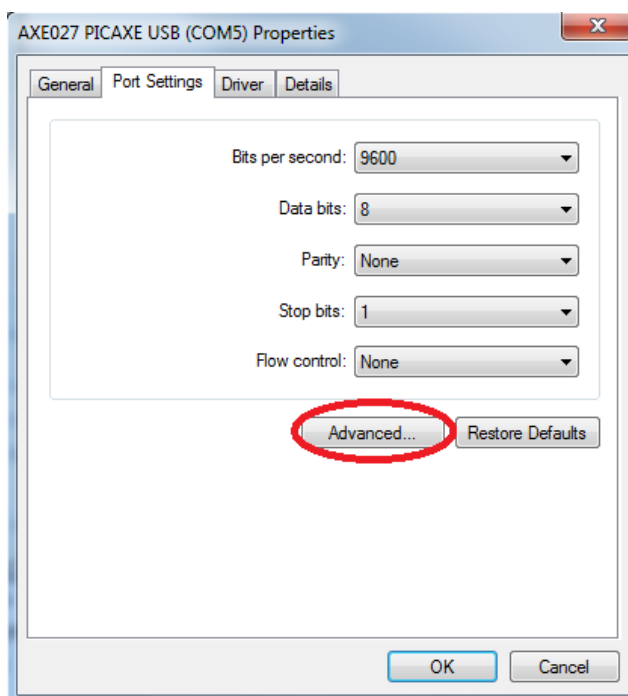 AXE027 PICAXE USB (COM5) Properties
General Port Settings Driver Details
Bits per second: 9600
Data bits: 8
Parity: None
Stop bits: 1
Flow control: None
Advanced... Restore Defaults
OK Cancel